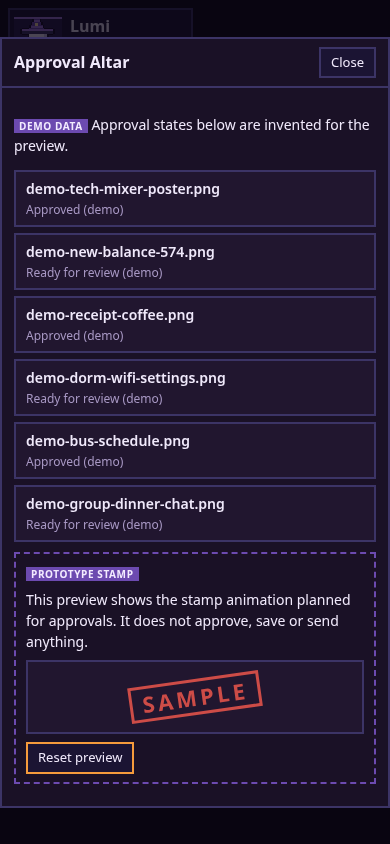 Lumi
Approval Altar
Close
DEMO DATA Approval states below are invented for the
preview.
demo-tech-mixer-poster.png
Approved (demo)
demo-new-balance-574.png
Ready for review (demo)
demo-receipt-coffee.png
Approved (demo)
demo-dorm-wifi-settings.png
Ready for review (demo)
demo-bus-schedule.png
Approved (demo)
demo-group-dinner-chat.png
Ready for review (demo)
PROTOTYPE STAMP
This preview shows the stamp animation planned
for approvals. It does not approve, save or send
anything.
SAMPLE
Reset preview